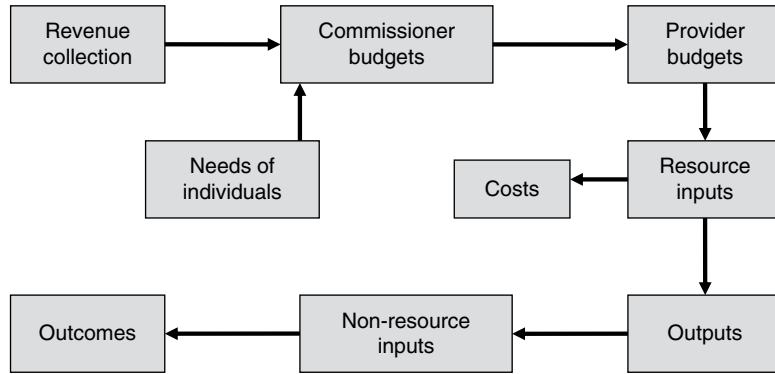 Revenue
collection
Commissioner
budgets
Provider
budgets
Needs of
individuals
Costs
Resource
inputs
Outcomes
Non-resource
inputs
Outputs